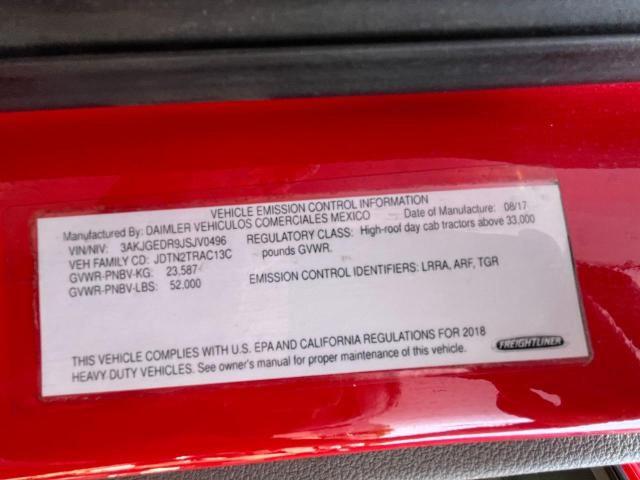 VEHICLE EMISSION CONTROL INFORMATION
Manufactured By: DAIMLER VEHICULOS COMERCIALES MEXICO Date of Manufacture: 08/17
VIN/NIV: 3AKJGEDR9JSJV0496 REGULATORY CLASS: High-roof day cab tractors above 33,000
VEH FAMILY CD: JDTN2TRAC13C pounds GVWR.
GVWR-PNBV-KG: 23,587
GVWR-PNBV-LBS: 52,000 EMISSION CONTROL IDENTIFIERS: LRRA, ARF, TGR
THIS VEHICLE COMPLIES WITH U.S. EPA AND CALIFORNIA REGULATIONS FOR 2018
HEAVY DUTY VEHICLES. See owner's manual for proper maintenance of this vehicle.
FREIGHTLINER